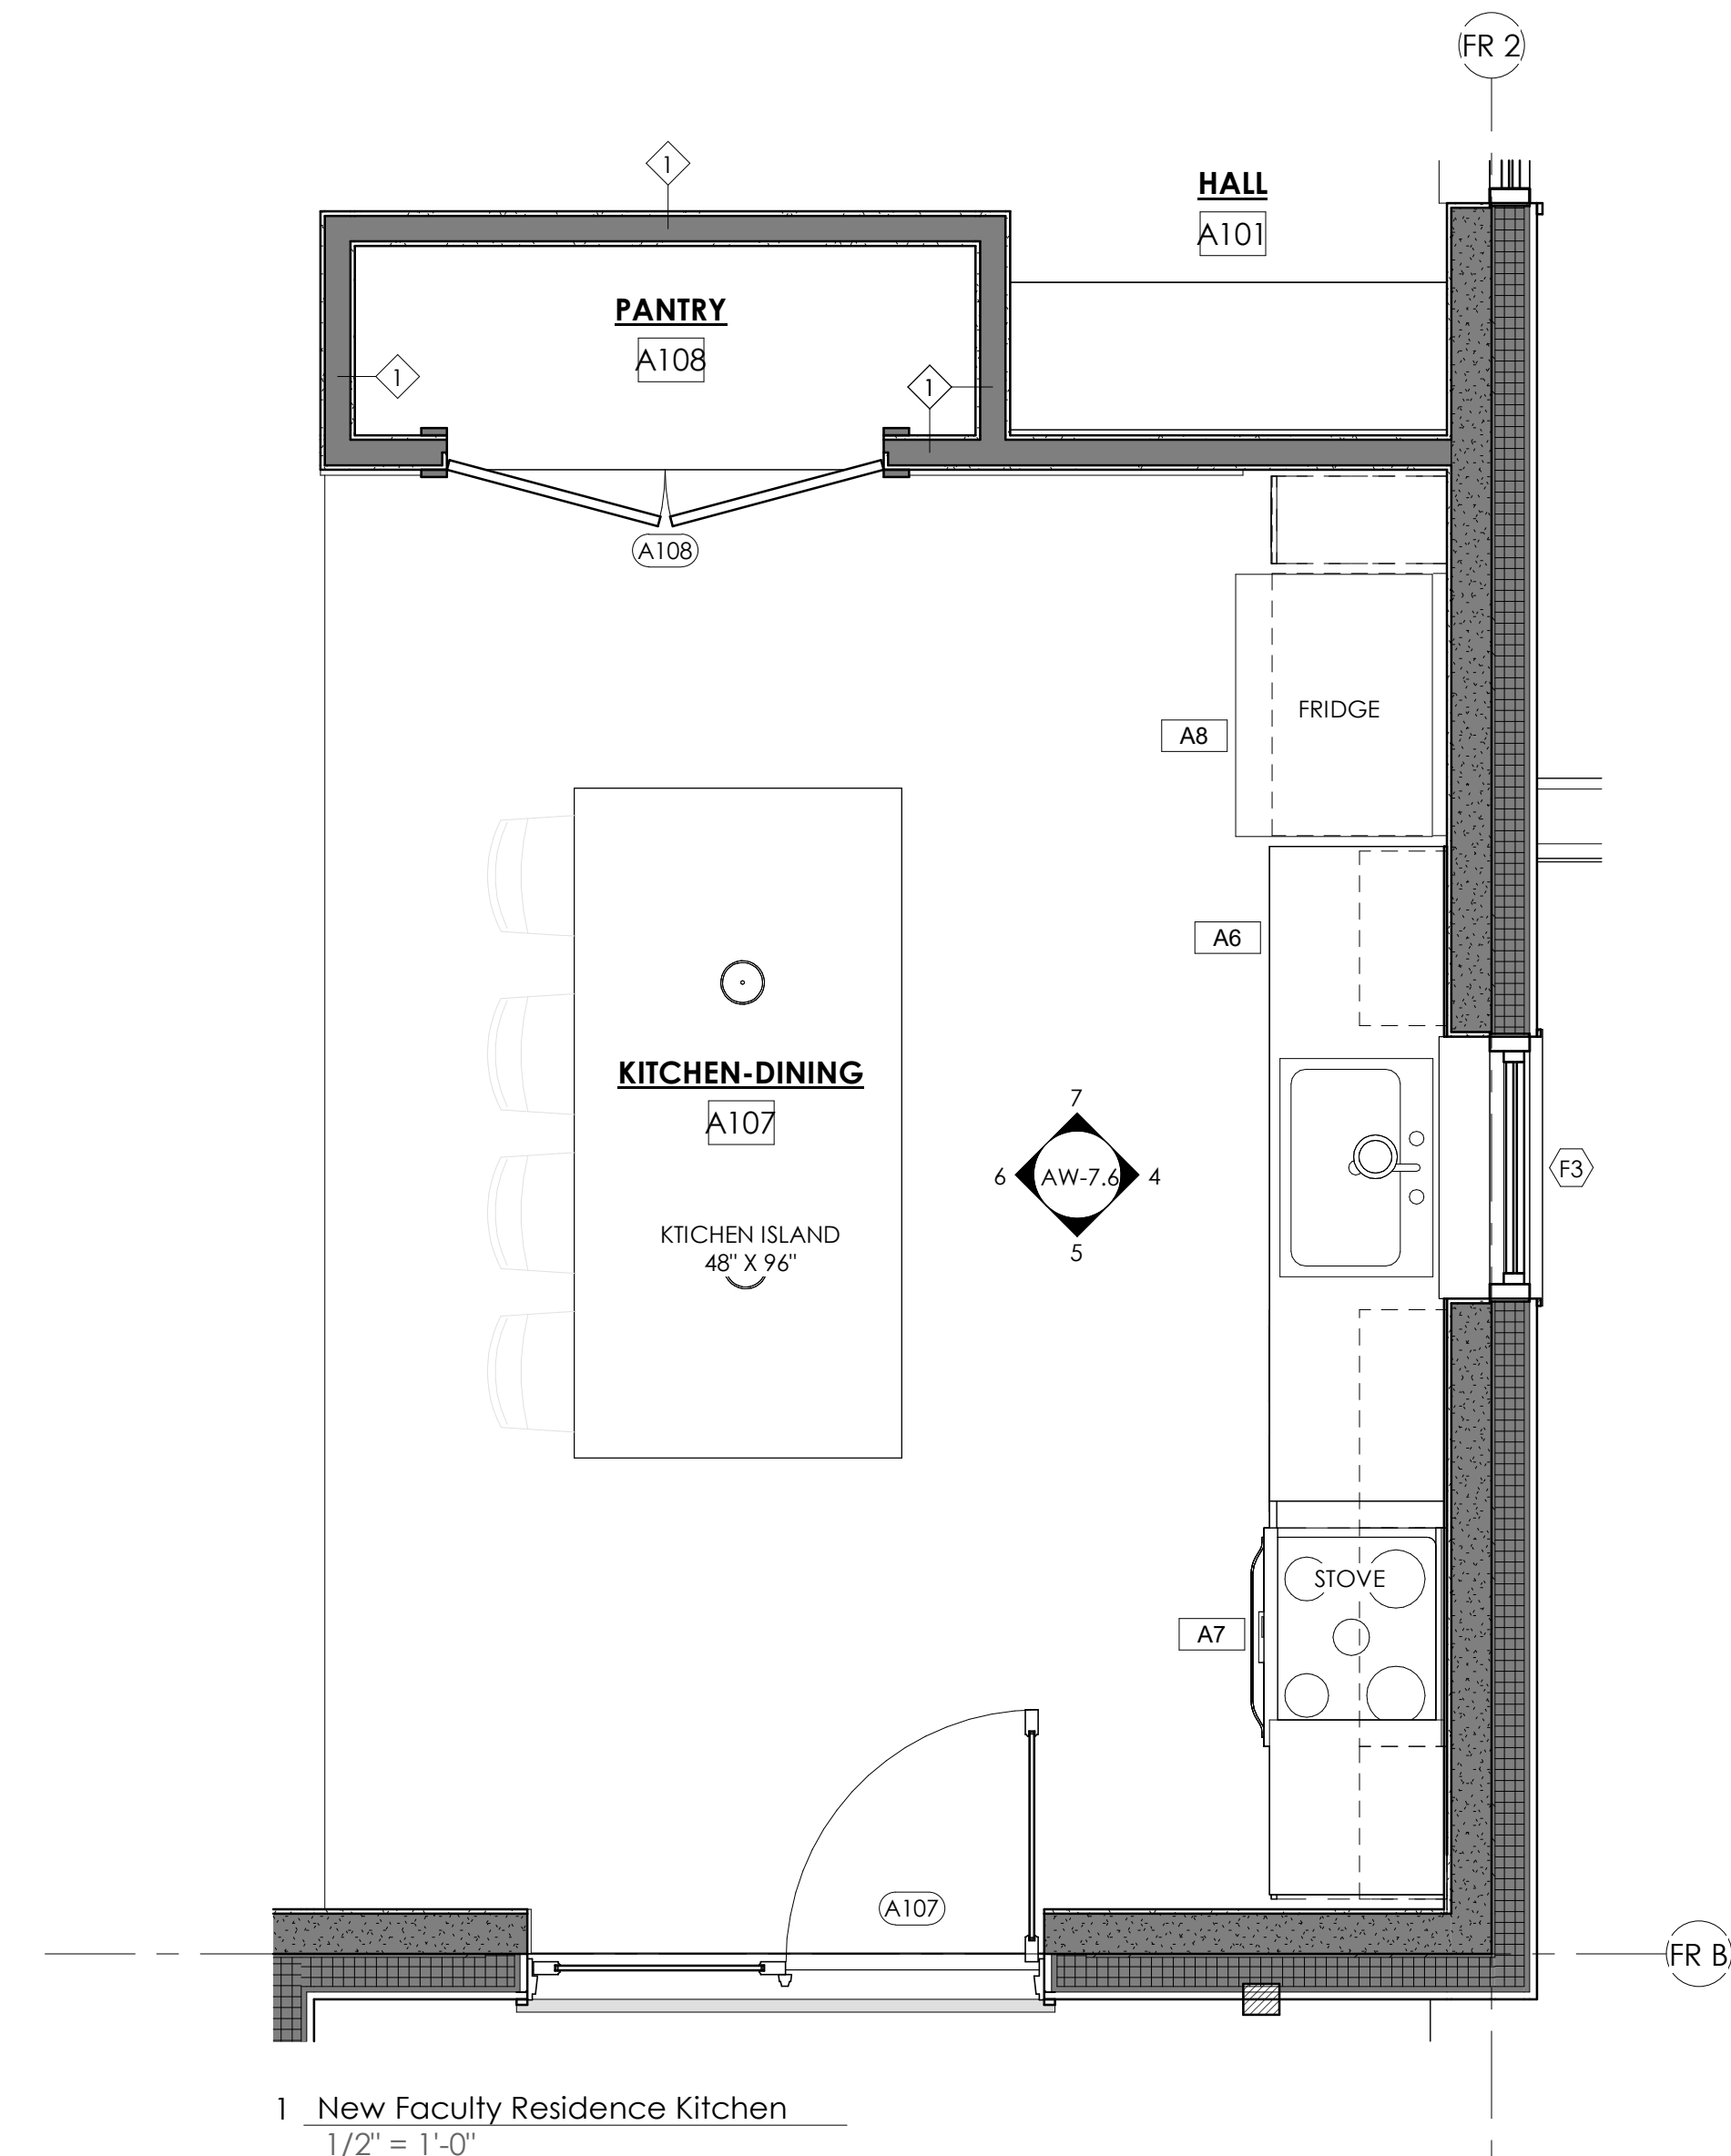 FR 2
1
HALL
A101
PANTRY
A108
1
1
A108
FRIDGE
A8
A6
KITCHEN-DINING
A107
7
6
AW-7.6
4
5
F3
KTICHEN ISLAND
48" X 96"
STOVE
A7
A107
FR B
1 New Faculty Residence Kitchen
1/2" = 1'-0"